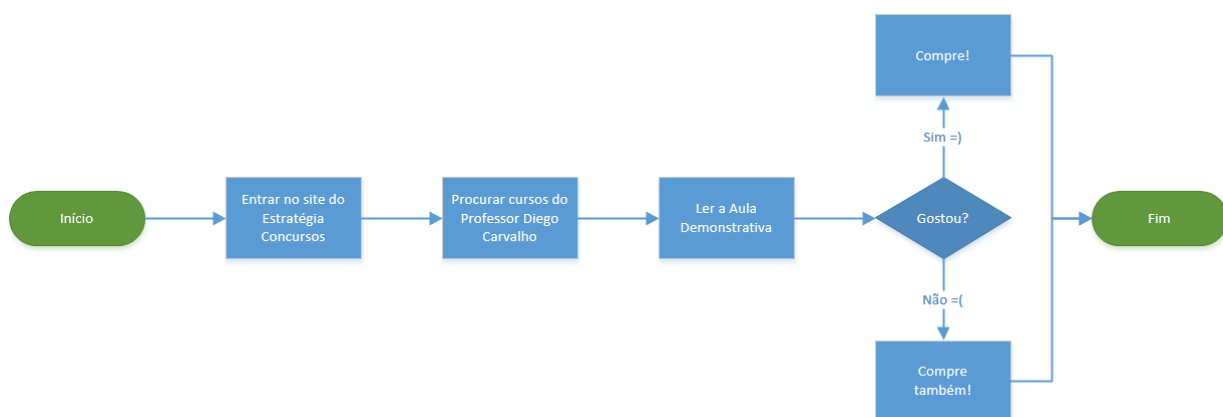 Início
Entrar no site do
Estratégia
Concursos
Procurar cursos do
Professor Diego
Carvalho
Ler a Aula
Demonstrativa
Gostou?
Sim =)
Compre!
Não =(
Compre
também!
Fim